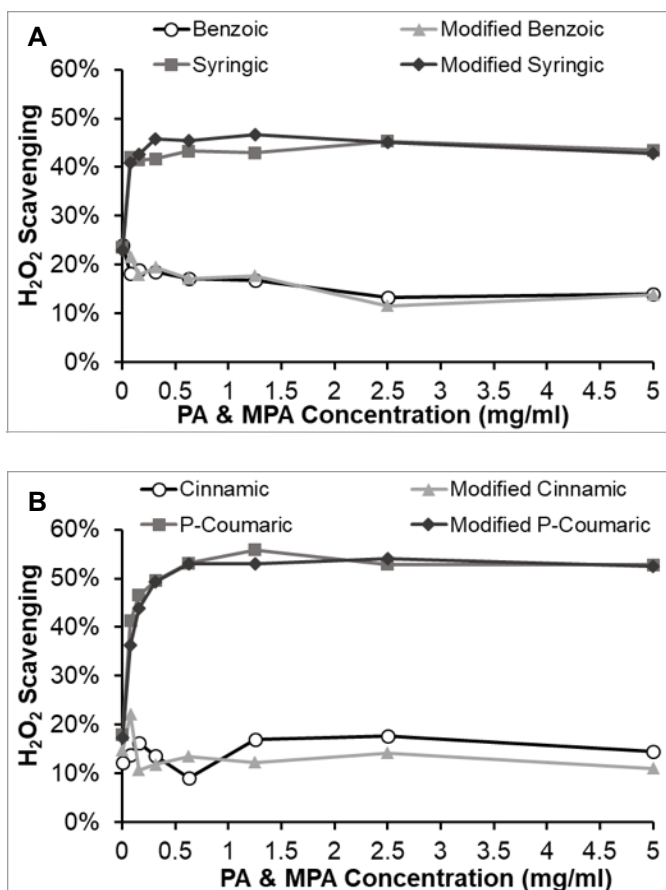 A
Benzoic Modified Benzoic
Syringic Modified Syringic
60%
50%
40%
30%
20%
10%
0%
H₂O₂ Scavenging
0 0.5 1 1.5 2 2.5 3 3.5 4 4.5 5
PA & MPA Concentration (mg/ml)
B
Cinnamic Modified Cinnamic
P-Coumaric Modified P-Coumaric
60%
50%
40%
30%
20%
10%
0%
H₂O₂ Scavenging
0 0.5 1 1.5 2 2.5 3 3.5 4 4.5 5
PA & MPA Concentration (mg/ml)